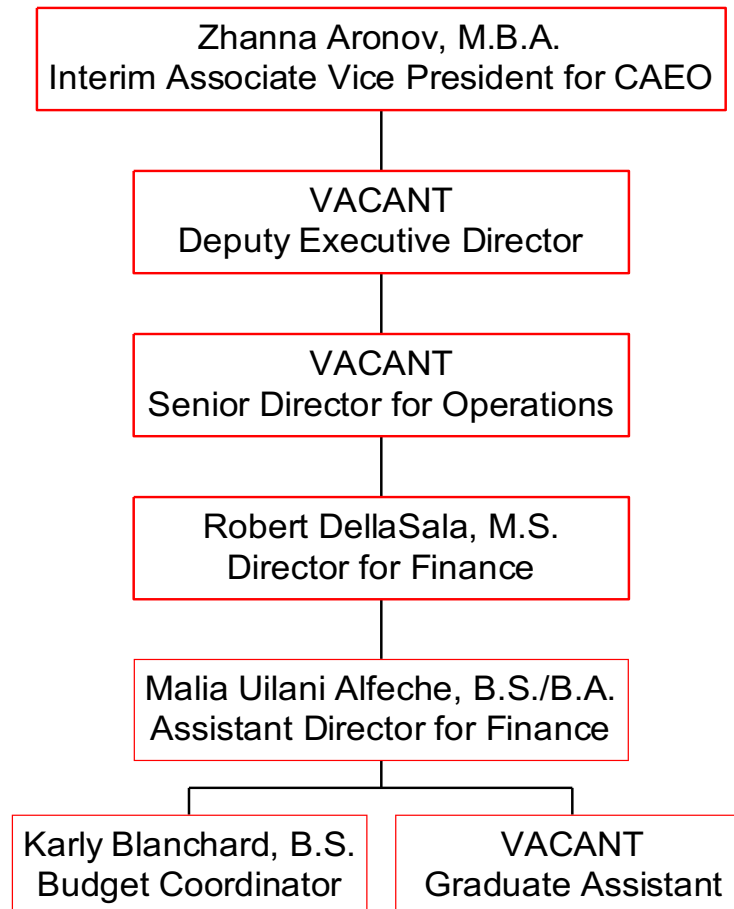 Zhanna Aronov, M.B.A.
Interim Associate Vice President for CAEO
VACANT
Deputy Executive Director
VACANT
Senior Director for Operations
Robert DellaSala, M.S.
Director for Finance
Malia Uilani Alfeche, B.S./B.A.
Assistant Director for Finance
Karly Blanchard, B.S.
Budget Coordinator
VACANT
Graduate Assistant